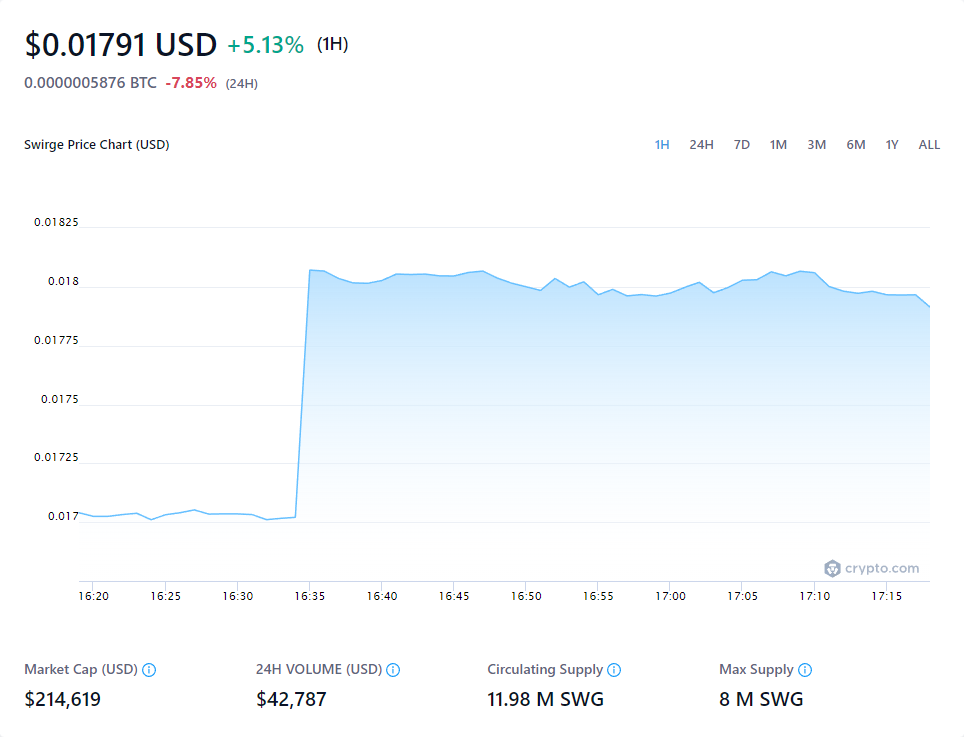 $0.01791 USD +5.13% (1H)
0.0000005876 BTC -7.85% (24H)
Swirge Price Chart (USD) 1H 24H 7D 1M 3M 6M 1Y ALL
0.01825
0.018
0.01775
0.0175
0.01725
0.017
crypto.com
16:20 16:25 16:30 16:35 16:40 16:45 16:50 16:55 17:00 17:05 17:10 17:15
Market Cap (USD) 24H VOLUME (USD) Circulating Supply Max Supply
$214,619 $42,787 11.98 M SWG 8 M SWG